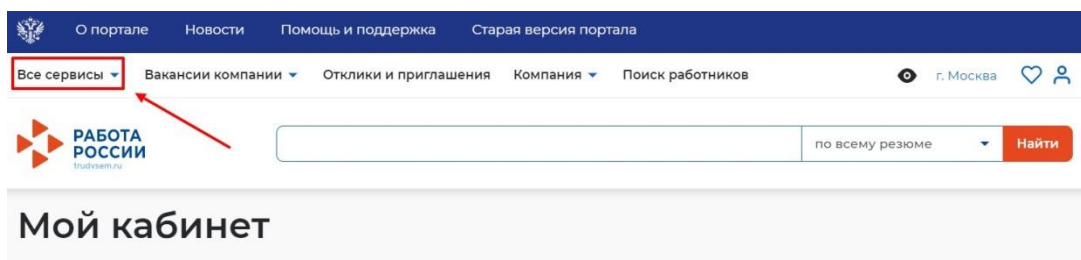 О портале Новости Помощь и поддержка Старая версия портала
Все сервисы Вакансии компании Отклики и приглашения Компания Поиск работников г. Москва
РАБОТА
РОССИИ
trudvsem.ru
по всему резюме Найти
Мой кабинет